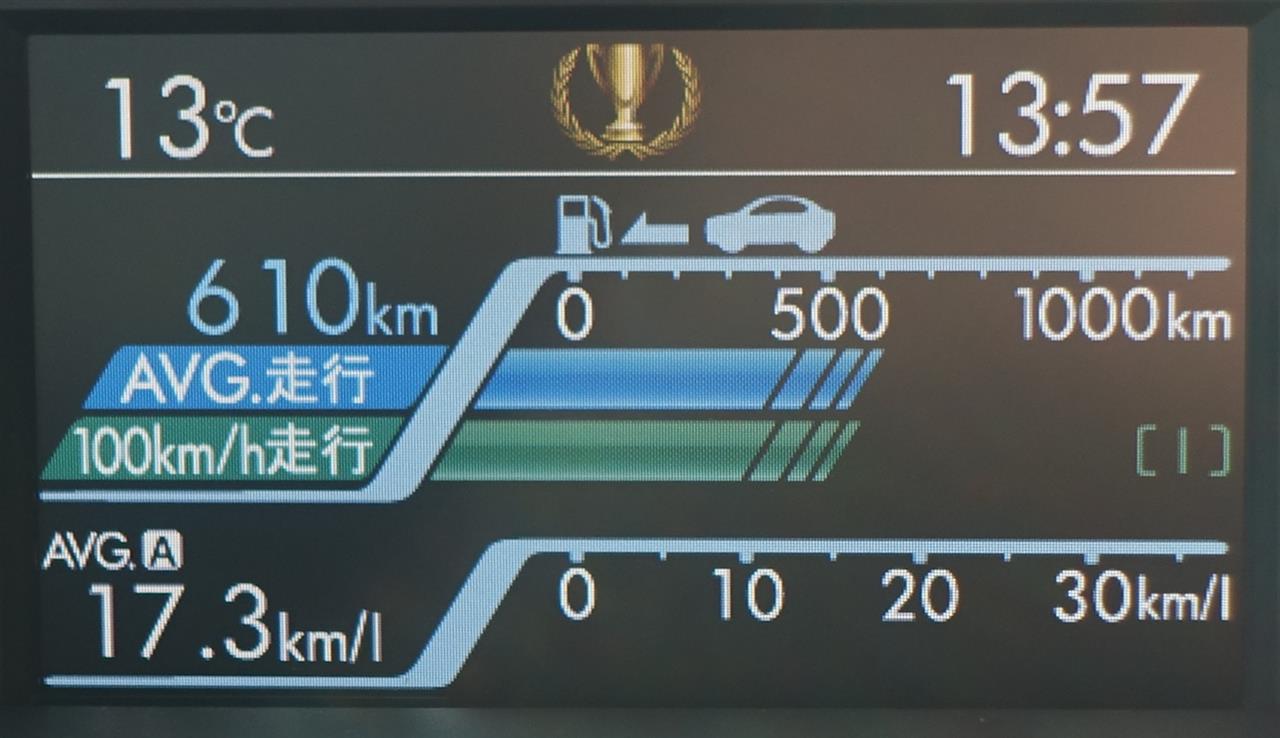 13℃ 13:57
610km
0 500 1000km
AVG.走行
100km/h走行 [1]
AVG.A
0 10 20 30km/l
17.3km/l